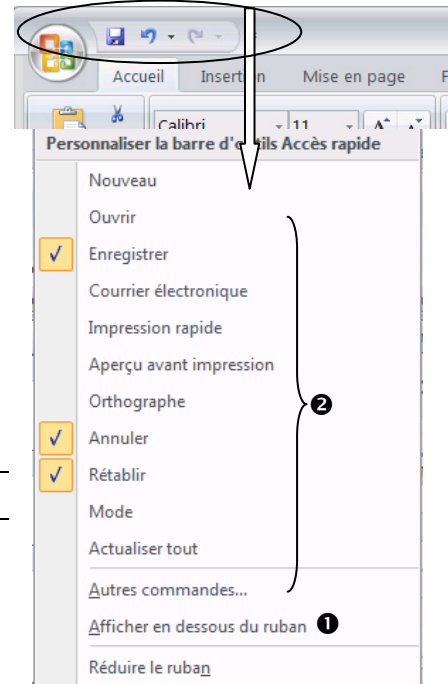 Accueil Insertion Mise en page F
Calibri 11 A A
Personnaliser la barre d'outils Accès rapide
Nouveau
Ouvrir
Enregistrer
Courrier électronique
Impression rapide
Aperçu avant impression
Orthographe
❷
Annuler
Rétablir
Mode
Actualiser tout
Autres commandes...
Afficher en dessous du ruban ❶
Réduire le ruban